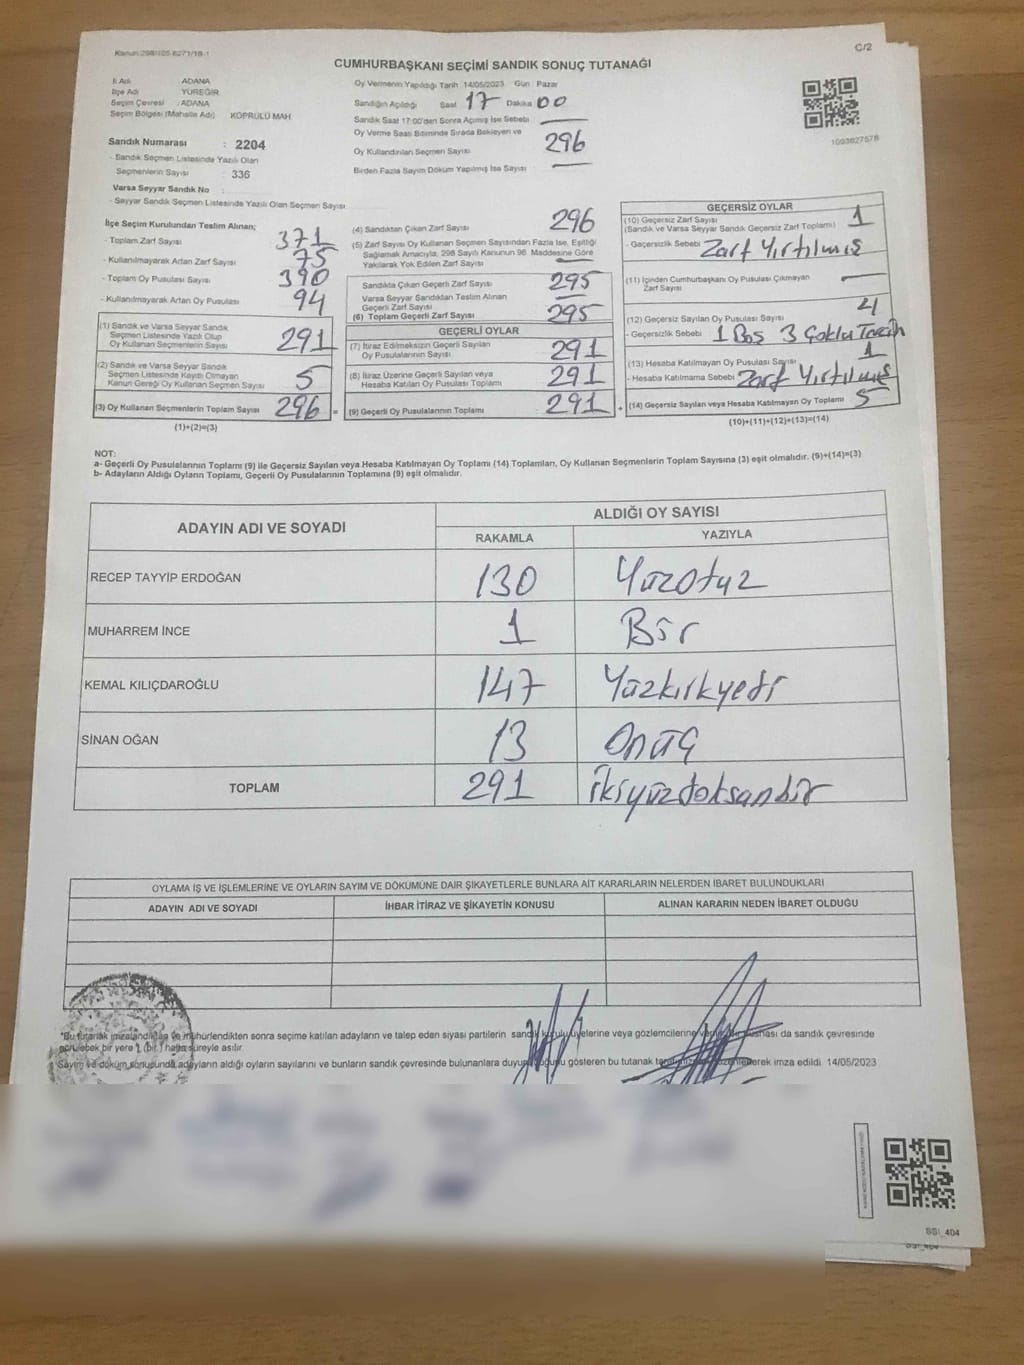 Kanun:298/105-6271/18-1
C/2
CUMHURBAŞKANI SEÇİMİ SANDIK SONUÇ TUTANAĞI
İl Adı ADANA
İlçe Adı YÜREĞİR
Seçim Çevresi : ADANA
Seçim Bölgesi (Mahalle Adı) KÖPRÜLÜ MAH.
Sandık Numarası : 2204
- Sandık Seçmen Listesinde Yazılı Olan
Seçmenlerin Sayısı : 336
Varsa Seyyar Sandık No :
- Seyyar Sandık Seçmen Listesinde Yazılı Olan Seçmen Sayısı
Oy Vermenin Yapıldığı Tarih 14/05/2023 Gün : Pazar
Sandığın Açıldığı Saat 17 Dakika 00
Sandık Saat 17:00'den Sonra Açılmış İse Sebebi
Oy Verme Saati Bitiminde Sırada Bekleyen ve
Oy Kullandırılan Seçmen Sayısı 296
Birden Fazla Sayım Döküm Yapılmış İse Sayısı
1093827578
İlçe Seçim Kurulundan Teslim Alınan;
- Toplam Zarf Sayısı 371
- Kullanılmayarak Artan Zarf Sayısı 75
- Toplam Oy Pusulası Sayısı 390
- Kullanılmayarak Artan Oy Pusulası 94
(1) Sandık ve Varsa Seyyar Sandık
Seçmen Listesinde Yazılı Olup
Oy Kullanan Seçmenlerin Sayısı 291
(2) Sandık ve Varsa Seyyar Sandık
Seçmen Listesinde Kayıtlı Olmayan
Kanun Gereği Oy Kullanan Seçmen Sayısı 5
(3) Oy Kullanan Seçmenlerin Toplam Sayısı 296 =
(1)+(2)=(3)
(4) Sandıktan Çıkan Zarf Sayısı 296
(5) Zarf Sayısı Oy Kullanan Seçmen Sayısından Fazla İse, Eşitliği
Sağlamak Amacıyla, 298 Sayılı Kanunun 98. Maddesine Göre
Yakılarak Yok Edilen Zarf Sayısı
Sandıkta Çıkan Geçerli Zarf Sayısı 295
Varsa Seyyar Sandıktan Teslim Alınan
Geçerli Zarf Sayısı
(6) Toplam Geçerli Zarf Sayısı 295
GEÇERLİ OYLAR
(7) İtiraz Edilmeksizin Geçerli Sayılan
Oy Pusulalarının Sayısı 291
(8) İtiraz Üzerine Geçerli Sayılan veya
Hesaba Katılan Oy Pusulası Toplamı 291
(9) Geçerli Oy Pusulalarının Toplamı 291 +
GEÇERSİZ OYLAR
(10) Geçersiz Zarf Sayısı 1
(Sandık ve Varsa Seyyar Sandık Geçersiz Zarf Toplamı)
- Geçersizlik Sebebi Zarf Yırtılmış
(11) İçinden Cumhurbaşkanı Oy Pusulası Çıkmayan
Zarf Sayısı
(12) Geçersiz Sayılan Oy Pusulası Sayısı 4
- Geçersizlik Sebebi 1 Boş 3 Çoklu Tercih
(13) Hesaba Katılmayan Oy Pusulası Sayısı 1
- Hesaba Katılmama Sebebi Zarf Yırtılmış
(14) Geçersiz Sayılan veya Hesaba Katılmayan Oy Toplamı 5
(10)+(11)+(12)+(13)=(14)
NOT:
a- Geçerli Oy Pusulalarının Toplamı (9) ile Geçersiz Sayılan veya Hesaba Katılmayan Oy Toplamı (14) Toplamları, Oy Kullanan Seçmenlerin Toplam Sayısına (3) eşit olmalıdır. (9)+(14)=(3)
b- Adayların Aldığı Oyların Toplamı, Geçerli Oy Pusulalarının Toplamına (9) eşit olmalıdır.
ADAYIN ADI VE SOYADI
ALDIĞI OY SAYISI
RAKAMLA YAZIYLA
RECEP TAYYİP ERDOĞAN 130 Yüzotuz
MUHARREM İNCE 1 Bir
KEMAL KILIÇDAROĞLU 147 Yüzkırkyedi
SİNAN OĞAN 13 Onüç
TOPLAM 291 İkiyüzdoksanbir
OYLAMA İŞ VE İŞLEMLERİNE VE OYLARIN SAYIM VE DÖKÜMÜNE DAİR ŞİKAYETLERLE BUNLARA AİT KARARLARIN NELERDEN İBARET BULUNDUKLARI
ADAYIN ADI VE SOYADI İHBAR İTİRAZ VE ŞİKAYETİN KONUSU ALINAN KARARIN NEDEN İBARET OLDUĞU
*Bu tutanak imzalandıktan ve mühürlendikten sonra seçime katılan adayların ve talep eden siyasi partilerin sandık kurulu üyelerine veya gözlemcilerine verilir. Bir nüshası da sandık çevresinde
görülebek bir yere 1 (bir) hafta süreyle asılır.
Sayım ve döküm sonucunda adayların aldığı oyların sayılarını ve bunların sandık çevresinde bulunanlara duyurulduğunu gösteren bu tutanak düzenlenerek imza edildi. 14/05/2023
SSİ_404